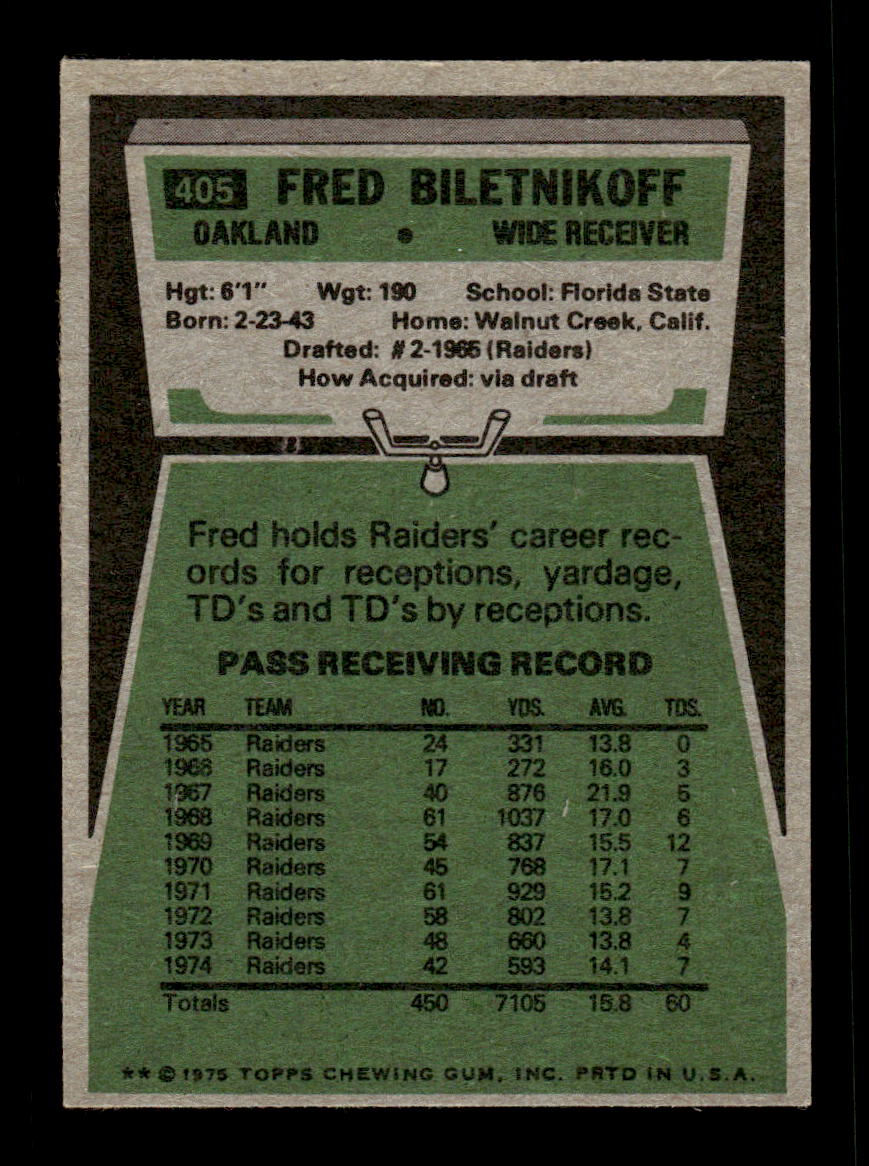 405 FRED BILETNIKOFF
OAKLAND • WIDE RECEIVER
Hgt: 6'1" Wgt: 190 School: Florida State
Born: 2-23-43 Home: Walnut Creek, Calif.
Drafted: #2-1965 (Raiders)
How Acquired: via draft
Fred holds Raiders' career rec-
ords for receptions, yardage,
TD's and TD's by receptions.
PASS RECEIVING RECORD
YEAR TEAM NO. YDS. AVG. TDS.
1965 Raiders 24 331 13.8 0
1966 Raiders 17 272 16.0 3
1967 Raiders 40 876 21.9 5
1968 Raiders 61 1037 17.0 6
1969 Raiders 54 837 15.5 12
1970 Raiders 45 768 17.1 7
1971 Raiders 61 929 15.2 9
1972 Raiders 58 802 13.8 7
1973 Raiders 48 660 13.8 4
1974 Raiders 42 593 14.1 7
Totals 450 7105 15.8 60
** © 1975 TOPPS CHEWING GUM, INC. PRTD IN U.S.A.